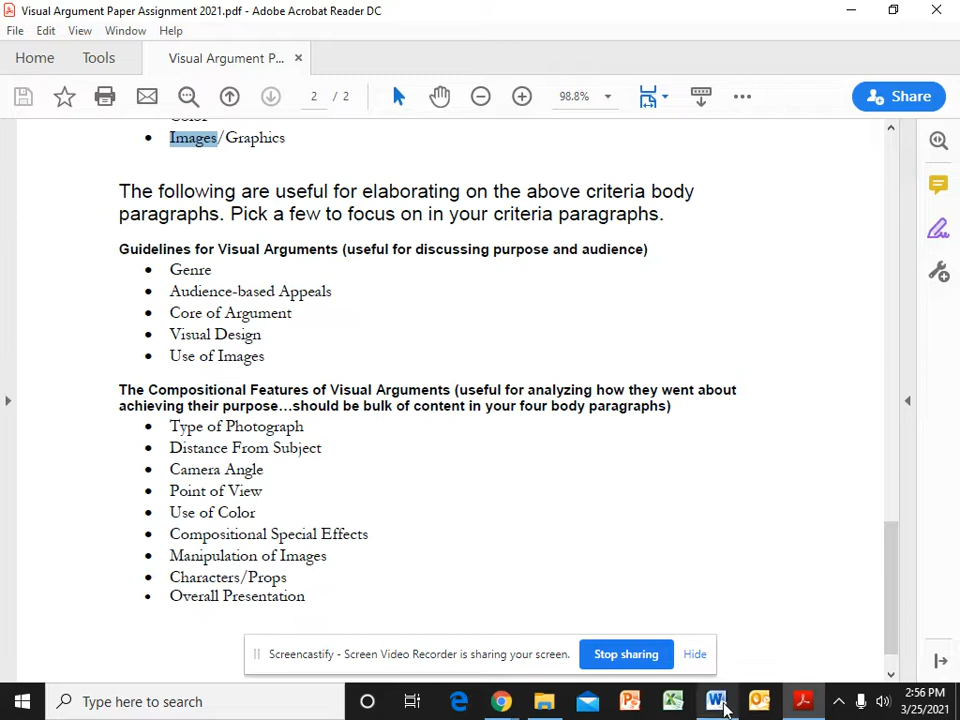 Visual Argument Paper Assignment 2021.pdf - Adobe Acrobat Reader DC
File Edit View Window Help
Home Tools Visual Argument P... ×
2 / 2 98.8% Share
Color
• Images/Graphics
The following are useful for elaborating on the above criteria body
paragraphs. Pick a few to focus on in your criteria paragraphs.
Guidelines for Visual Arguments (useful for discussing purpose and audience)
• Genre
• Audience-based Appeals
• Core of Argument
• Visual Design
• Use of Images
The Compositional Features of Visual Arguments (useful for analyzing how they went about
achieving their purpose…should be bulk of content in your four body paragraphs)
• Type of Photograph
• Distance From Subject
• Camera Angle
• Point of View
• Use of Color
• Compositional Special Effects
• Manipulation of Images
• Characters/Props
• Overall Presentation
Screencastify - Screen Video Recorder is sharing your screen. Stop sharing Hide
Type here to search
2:56 PM
3/25/2021